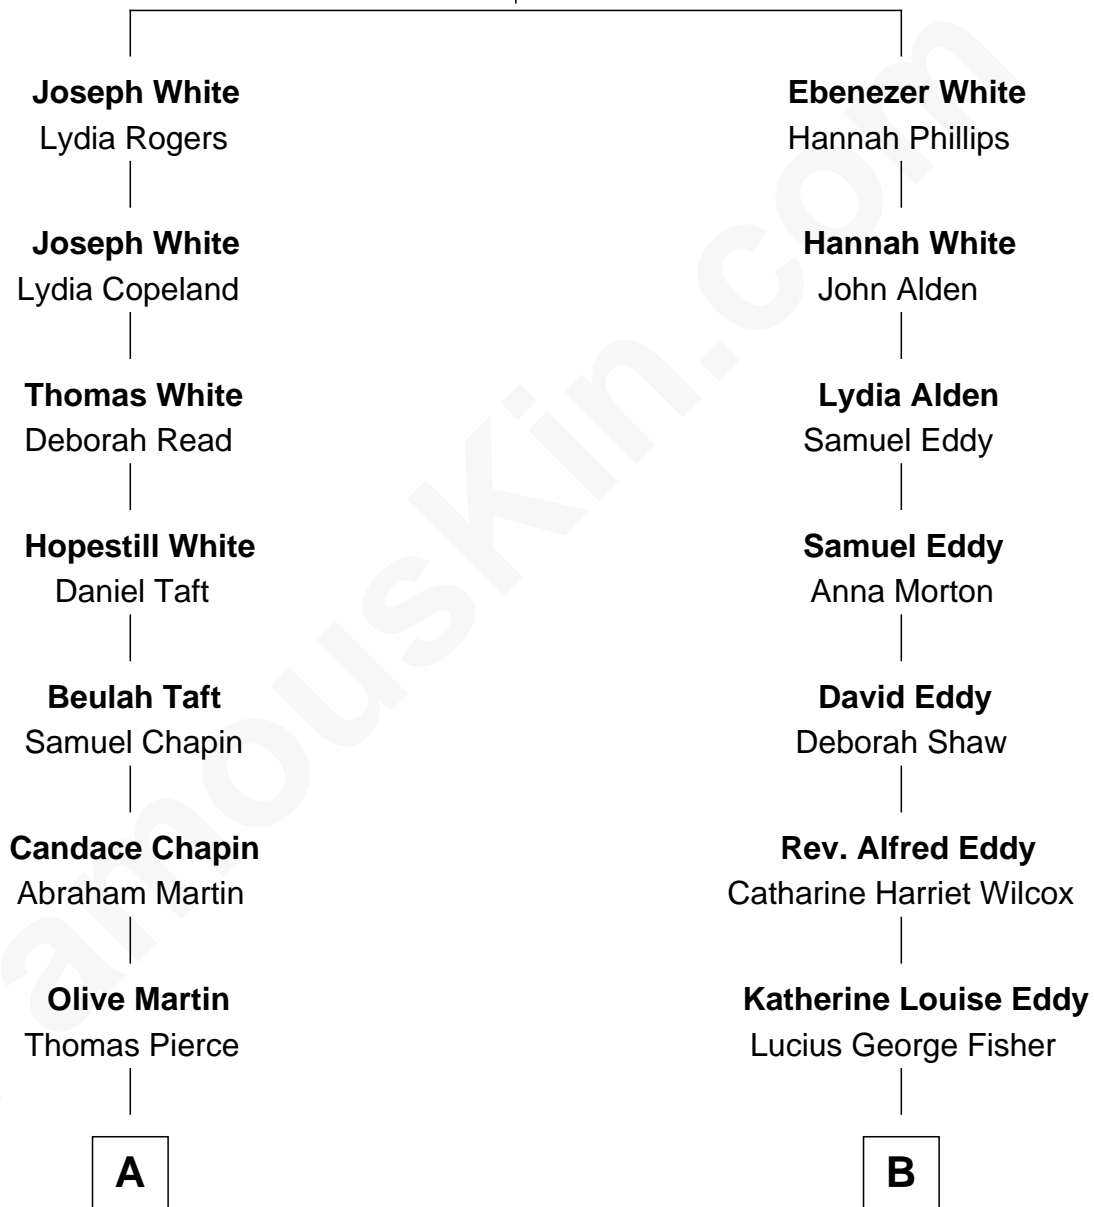 Joseph White
Lydia Rogers
Joseph White
Lydia Copeland
Thomas White
Deborah Read
Hopestill White
Daniel Taft
Beulah Taft
Samuel Chapin
Candace Chapin
Abraham Martin
Olive Martin
Thomas Pierce
A
Ebenezer White
Hannah Phillips
Hannah White
John Alden
Lydia Alden
Samuel Eddy
Samuel Eddy
Anna Morton
David Eddy
Deborah Shaw
Rev. Alfred Eddy
Catharine Harriet Wilcox
Katherine Louise Eddy
Lucius George Fisher
B
amouskin.com